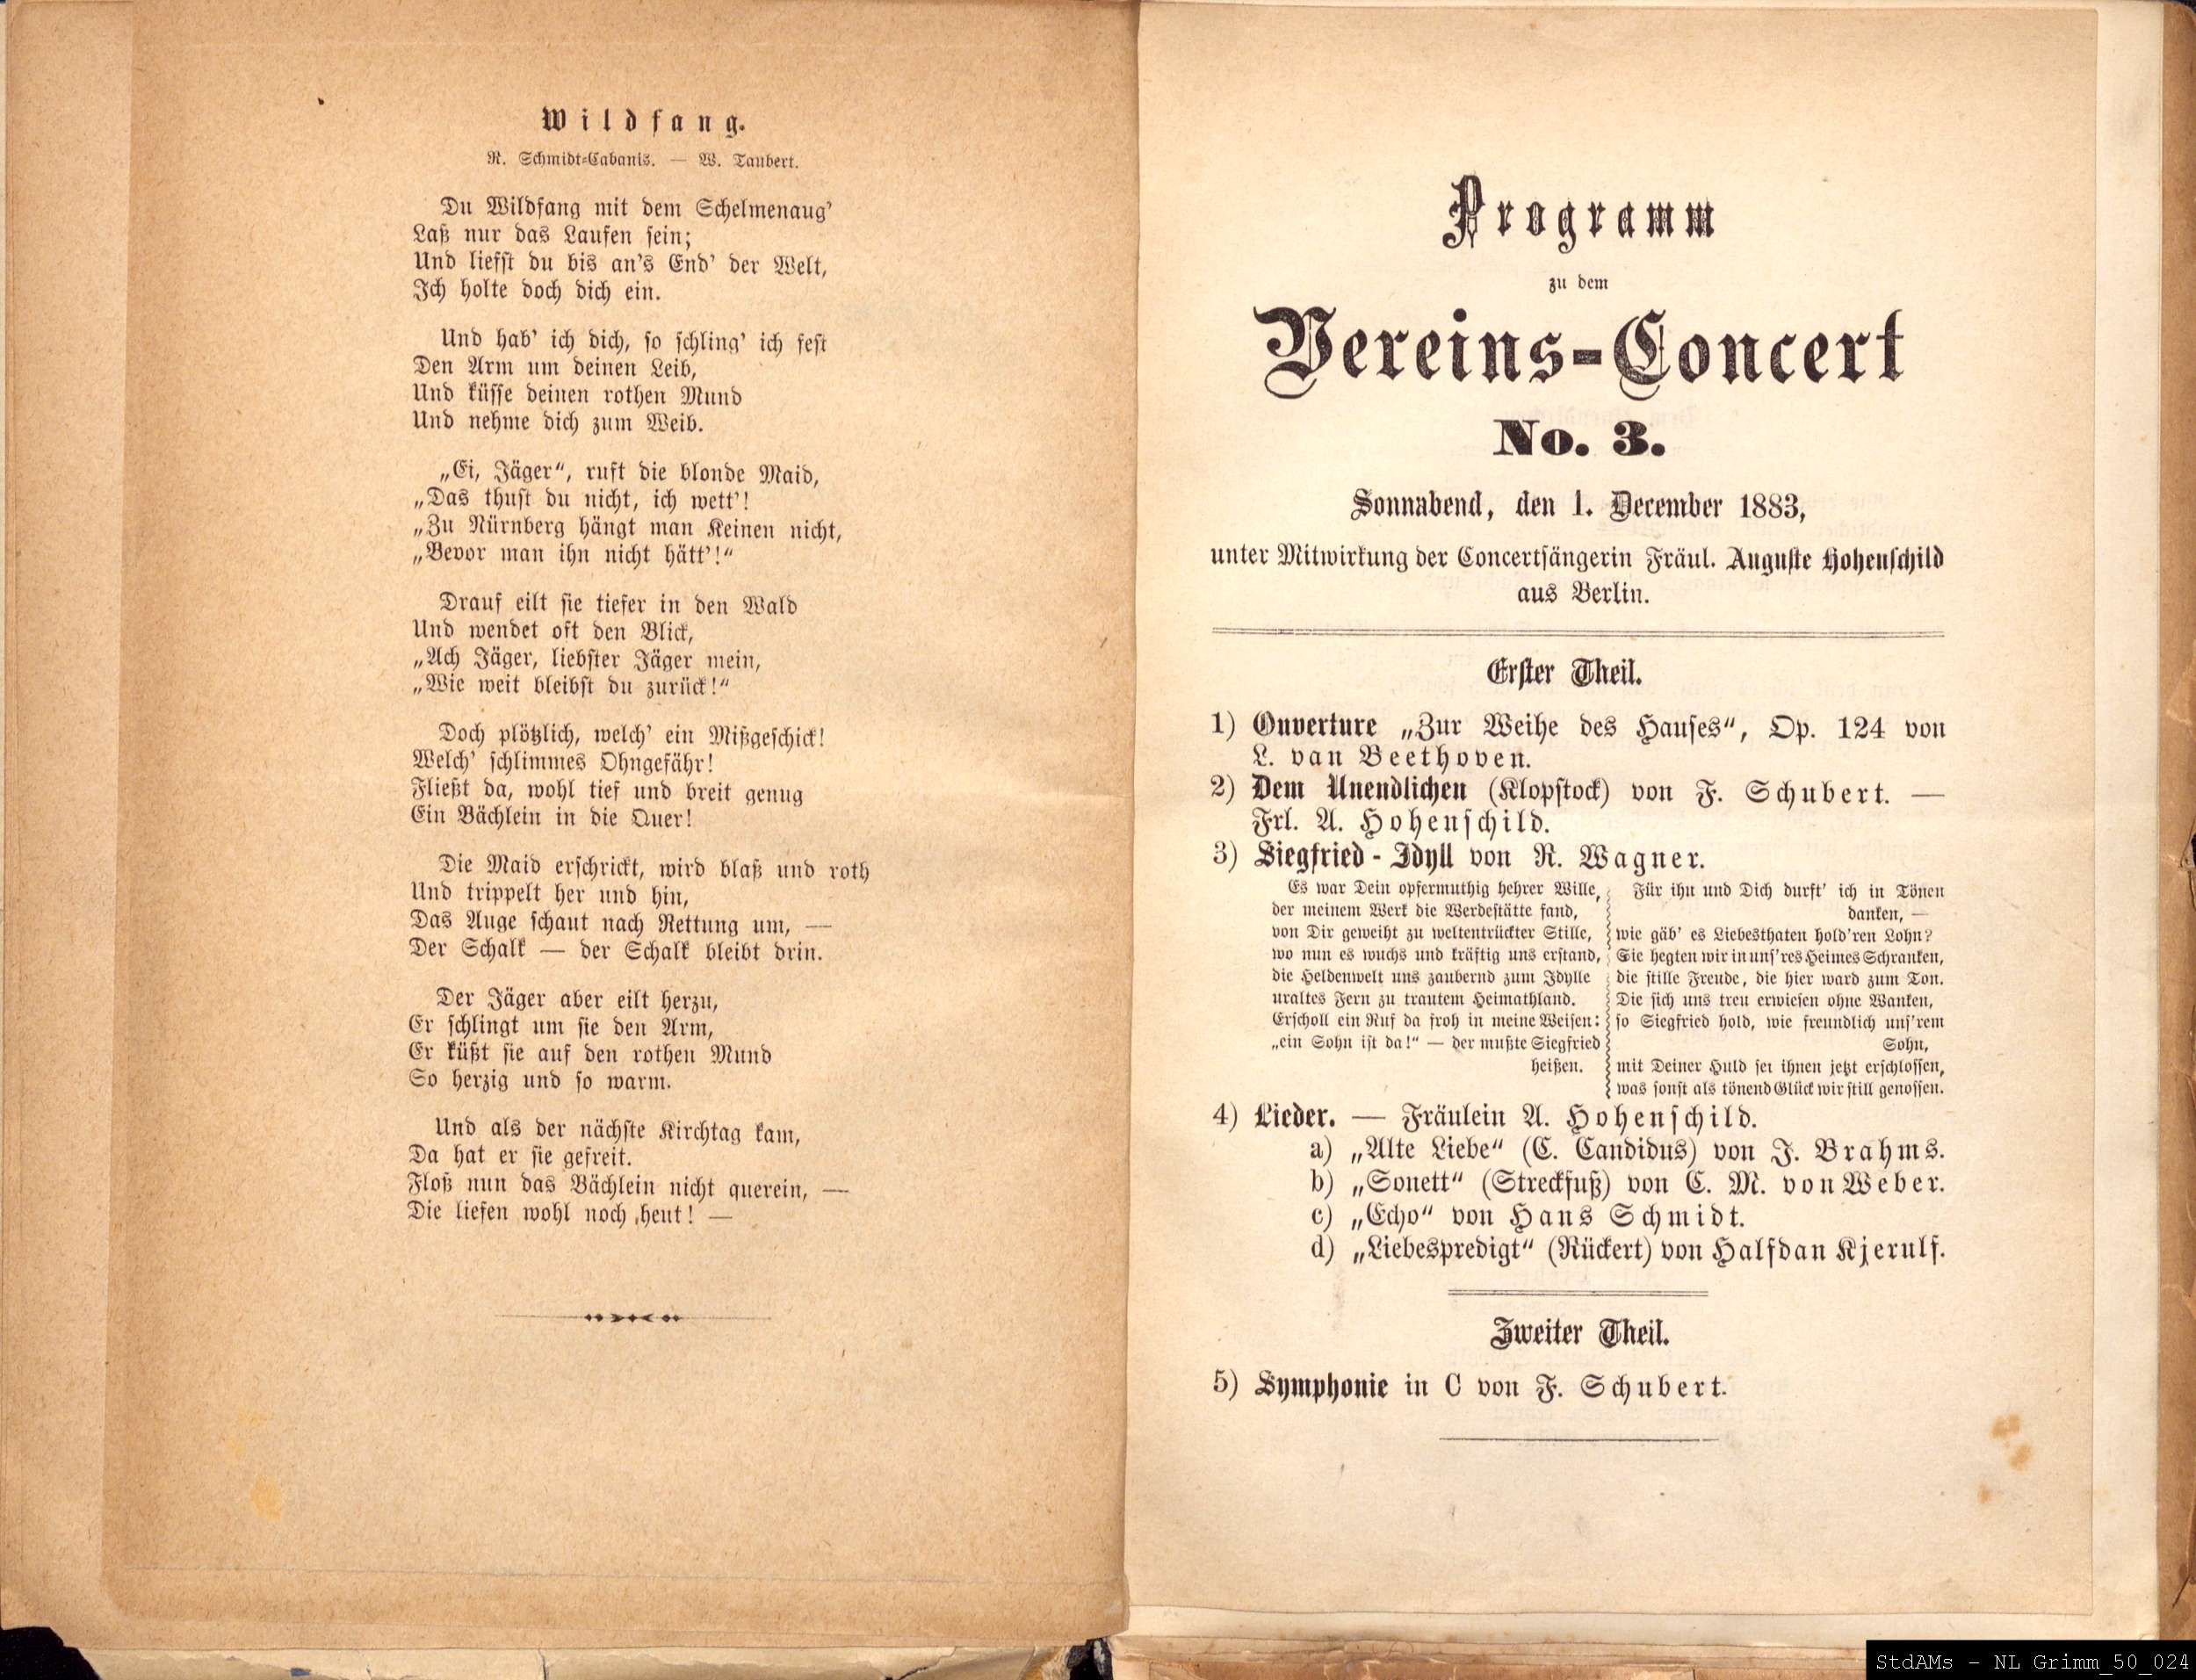 Wildfang.
R. Schmidt-Cabanis. — W. Taubert.
Du Wildfang mit dem Schelmenaug'
Laß nur das Laufen sein;
Und liefst du bis an's End' der Welt,
Ich holte doch dich ein.
Und hab' ich dich, so schling' ich fest
Den Arm um deinen Leib,
Und küsse deinen rothen Mund
Und nehme dich zum Weib.
„Ei, Jäger“, ruft die blonde Maid,
„Das thust du nicht, ich wett'!
„Zu Nürnberg hängt man Keinen nicht,
„Bevor man ihn nicht hätt'!“
Drauf eilt sie tiefer in den Wald
Und wendet oft den Blick,
„Ach Jäger, liebster Jäger mein,
„Wie weit bleibst du zurück!“
Doch plötzlich, welch' ein Mißgeschick!
Welch' schlimmes Ohngefähr!
Fließt da, wohl tief und breit genug
Ein Bächlein in die Quer!
Die Maid erschrickt, wird blaß und roth
Und trippelt her und hin,
Das Auge schaut nach Rettung um, —
Der Schalk — der Schalk bleibt drin.
Der Jäger aber eilt herzu,
Er schlingt um sie den Arm,
Er küßt sie auf den rothen Mund
So herzig und so warm.
Und als der nächste Kirchtag kam,
Da hat er sie gefreit.
Floß nun das Bächlein nicht querein, —
Die liefen wohl noch heut! —
Programm
zu dem
Vereins-Concert
No. 3.
Sonnabend, den 1. December 1883,
unter Mitwirkung der Concertsängerin Fräul. Auguste Hohenschild
aus Berlin.
Erster Theil.
1) Ouverture „Zur Weihe des Hauses“, Op. 124 von
L. van Beethoven.
2) Dem Unendlichen (Klopstock) von F. Schubert. —
Frl. A. Hohenschild.
3) Siegfried-Idyll von R. Wagner.
Es war Dein opfermuthig hehrer Wille,
der meinem Werk die Werdestätte fand,
von Dir geweiht zu weltentrückter Stille,
wo nun es wuchs und kräftig uns erstand,
die Heldenwelt uns zaubernd zum Idylle
uraltes Fern zu trautem Heimathland.
Erscholl ein Ruf da froh in meine Weisen:
„ein Sohn ist da!“ — der mußte Siegfried
heißen.
Für ihn und Dich durft' ich in Tönen
danken, —
wie gäb' es Liebesthaten hold'ren Lohn?
Sie hegten wir in uns'res Heimes Schranken,
die stille Freude, die hier ward zum Ton.
Die sich uns treu erwiesen ohne Wanken,
so Siegfried hold, wie freundlich uns'rem
Sohn,
mit Deiner Huld sei ihnen jetzt erschlossen,
was sonst als tönend Glück wir still genossen.
4) Lieder. — Fräulein A. Hohenschild.
a) „Alte Liebe“ (C. Candidus) von J. Brahms.
b) „Sonett“ (Streckfuß) von C. M. von Weber.
c) „Echo“ von Hans Schmidt.
d) „Liebespredigt“ (Rückert) von Halfdan Kjerulf.
Zweiter Theil.
5) Symphonie in C von F. Schubert.
StdAMs - NL Grimm_50_024